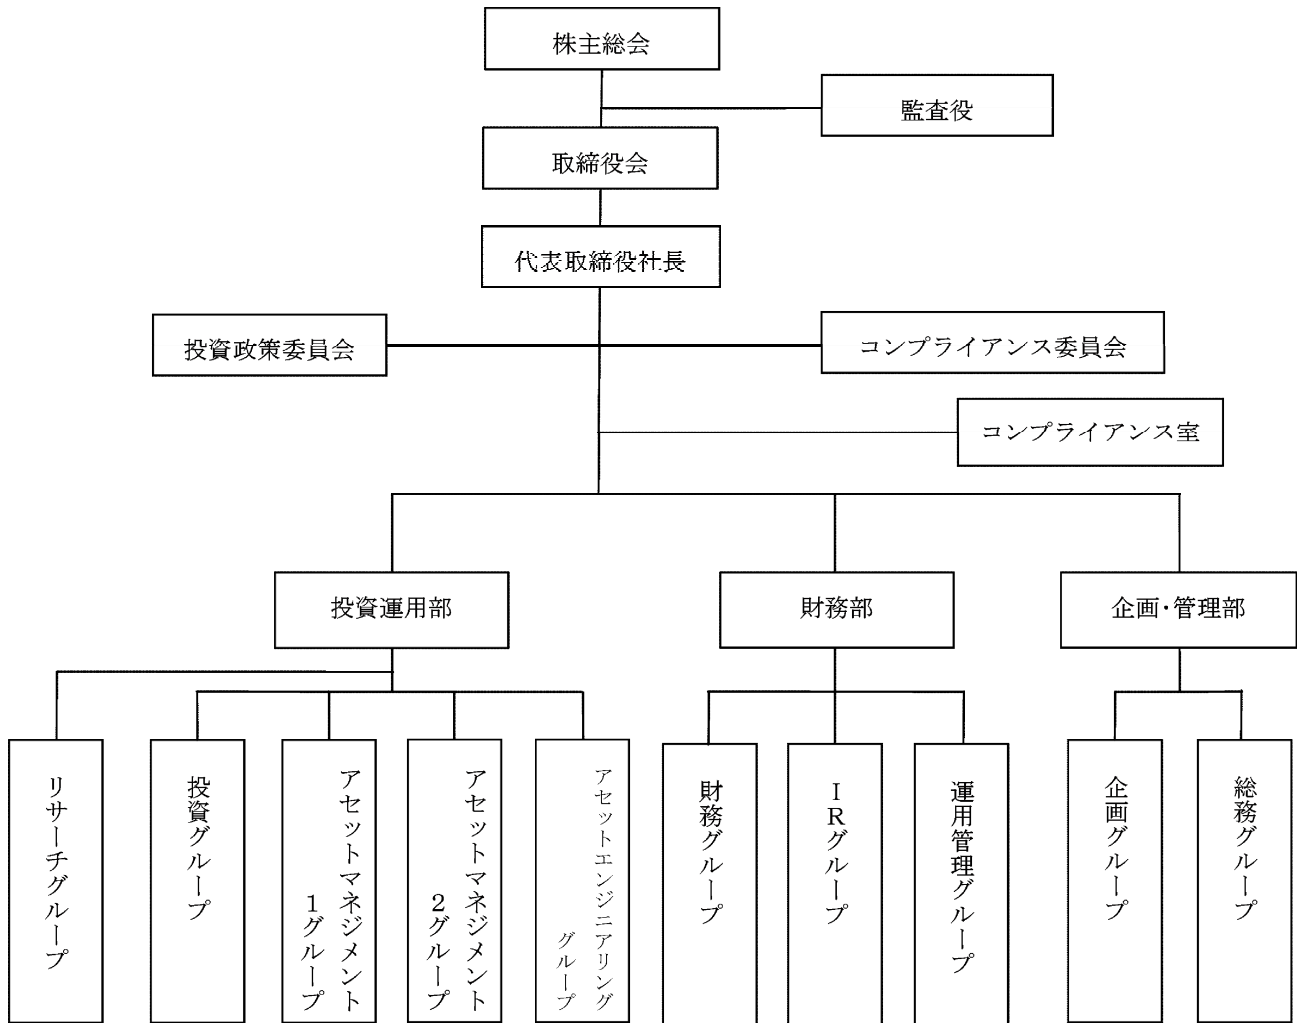 株主総会
監査役
取締役会
代表取締役社長
投資政策委員会
コンプライアンス委員会
コンプライアンス室
投資運用部
財務部
企画・管理部
リサーチグループ
投資グループ
アセットマネジメント
1グループ
アセットマネジメント
2グループ
アセットエンジニアリング
グループ
財務グループ
IRグループ
運用管理グループ
企画グループ
総務グループ